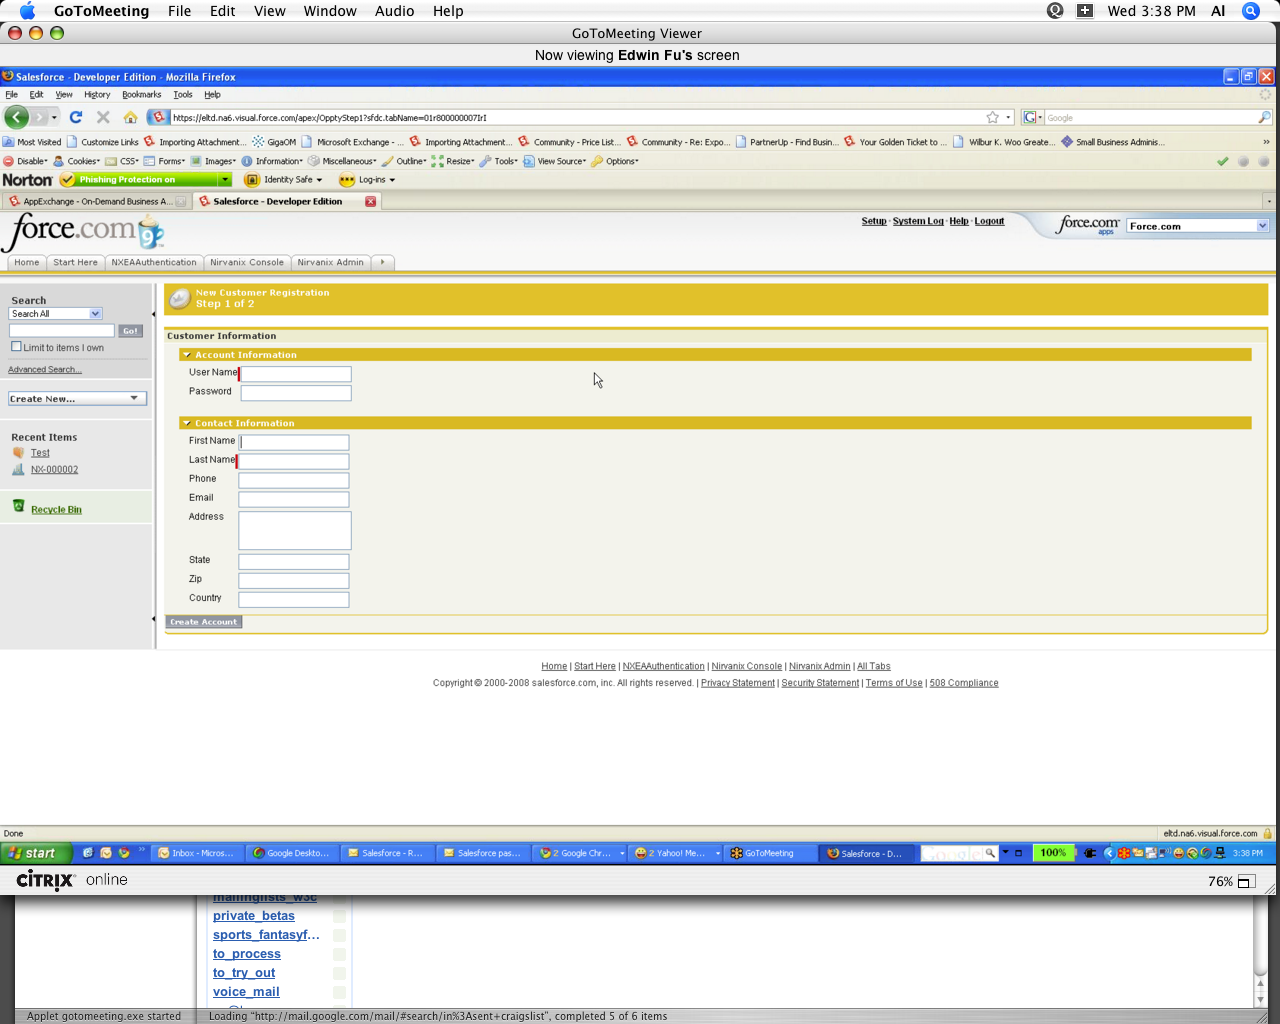 GoToMeeting File Edit View Window Audio Help Wed 3:38 PM Al
GoToMeeting Viewer
Now viewing Edwin Fu's screen
Salesforce - Developer Edition - Mozilla Firefox
File Edit View History Bookmarks Tools Help
https://eltd.na6.visual.force.com/apex/OpptyStep1?sfdc.tabName=01r800000007IrI Google
Most Visited Customize Links Importing Attachment... GigaOM Microsoft Exchange - ... Importing Attachment... Community - Price List... Community - Re: Expo... PartnerUp - Find Busin... Your Golden Ticket to ... Wilbur K. Woo Greate... Small Business Adminis... »
Disable Cookies CSS Forms Images Information Miscellaneous Outline Resize Tools View Source Options
Norton Phishing Protection on Identity Safe Log-ins
AppExchange - On-Demand Business A... Salesforce - Developer Edition
force.com 9 Setup · System Log · Help · Logout force.com apps Force.com
Home Start Here NXEAAuthentication Nirvanix Console Nirvanix Admin
Search
Search All
Go!
Limit to items I own
Advanced Search...
Create New...
Recent Items
Test
NX-000002
Recycle Bin
New Customer Registration
Step 1 of 2
Customer Information
Account Information
User Name
Password
Contact Information
First Name
Last Name
Phone
Email
Address
State
Zip
Country
Create Account
Home | Start Here | NXEAAuthentication | Nirvanix Console | Nirvanix Admin | All Tabs
Copyright © 2000-2008 salesforce.com, inc. All rights reserved. | Privacy Statement | Security Statement | Terms of Use | 508 Compliance
Done eltd.na6.visual.force.com
start » Inbox - Micros... Google Deskto... Salesforce - R... Salesforce pas... 2 Google Chr... 2 Yahoo! Me... GoToMeeting Salesforce - D... 100% 3:38 PM
CITRIX online 76%
mailinglists_w3c
private_betas
sports_fantasyf...
to_process
to_try_out
voice_mail
Applet gotomeeting.exe started Loading "http://mail.google.com/mail/#search/in%3Asent+craigslist", completed 5 of 6 items